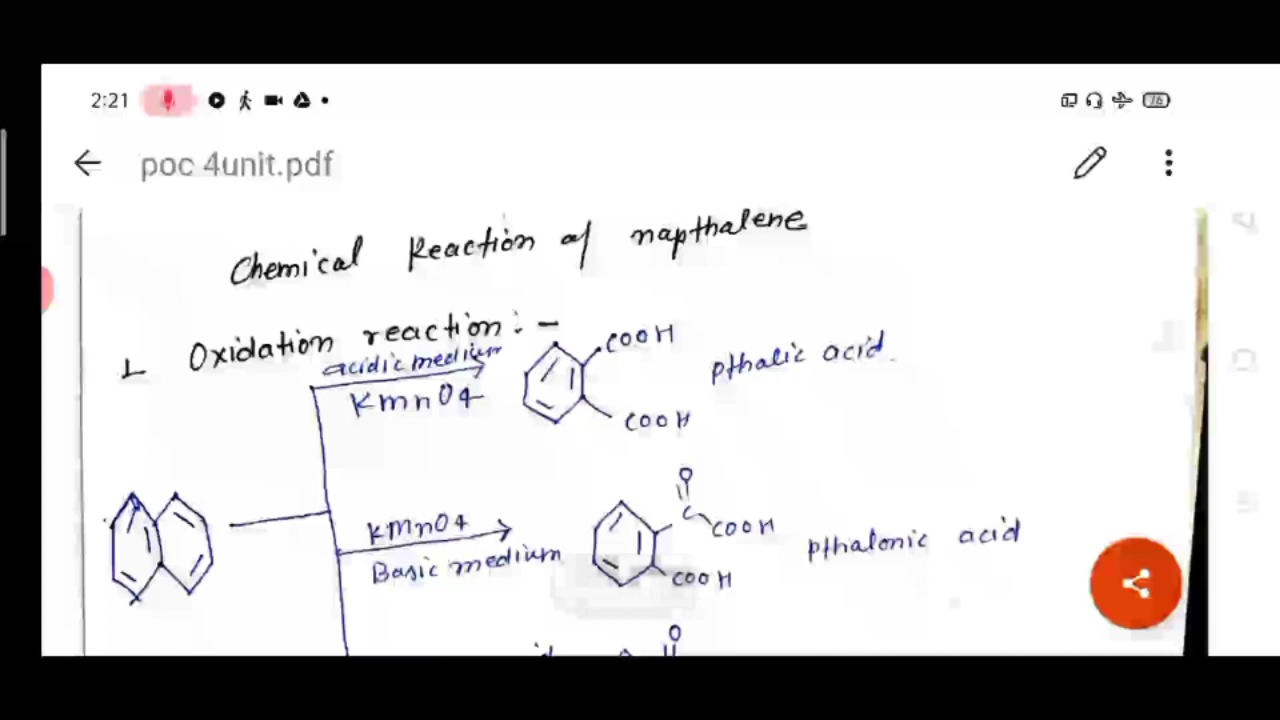 2:21
76
poc 4unit.pdf
Chemical Reaction of napthalene
1 Oxidation reaction:-
acidic medium
KmnO4
COOH
COOH
pthalic acid.
KMnO4
Basic medium
O
C
COOH
COOH
pthalonic acid
O